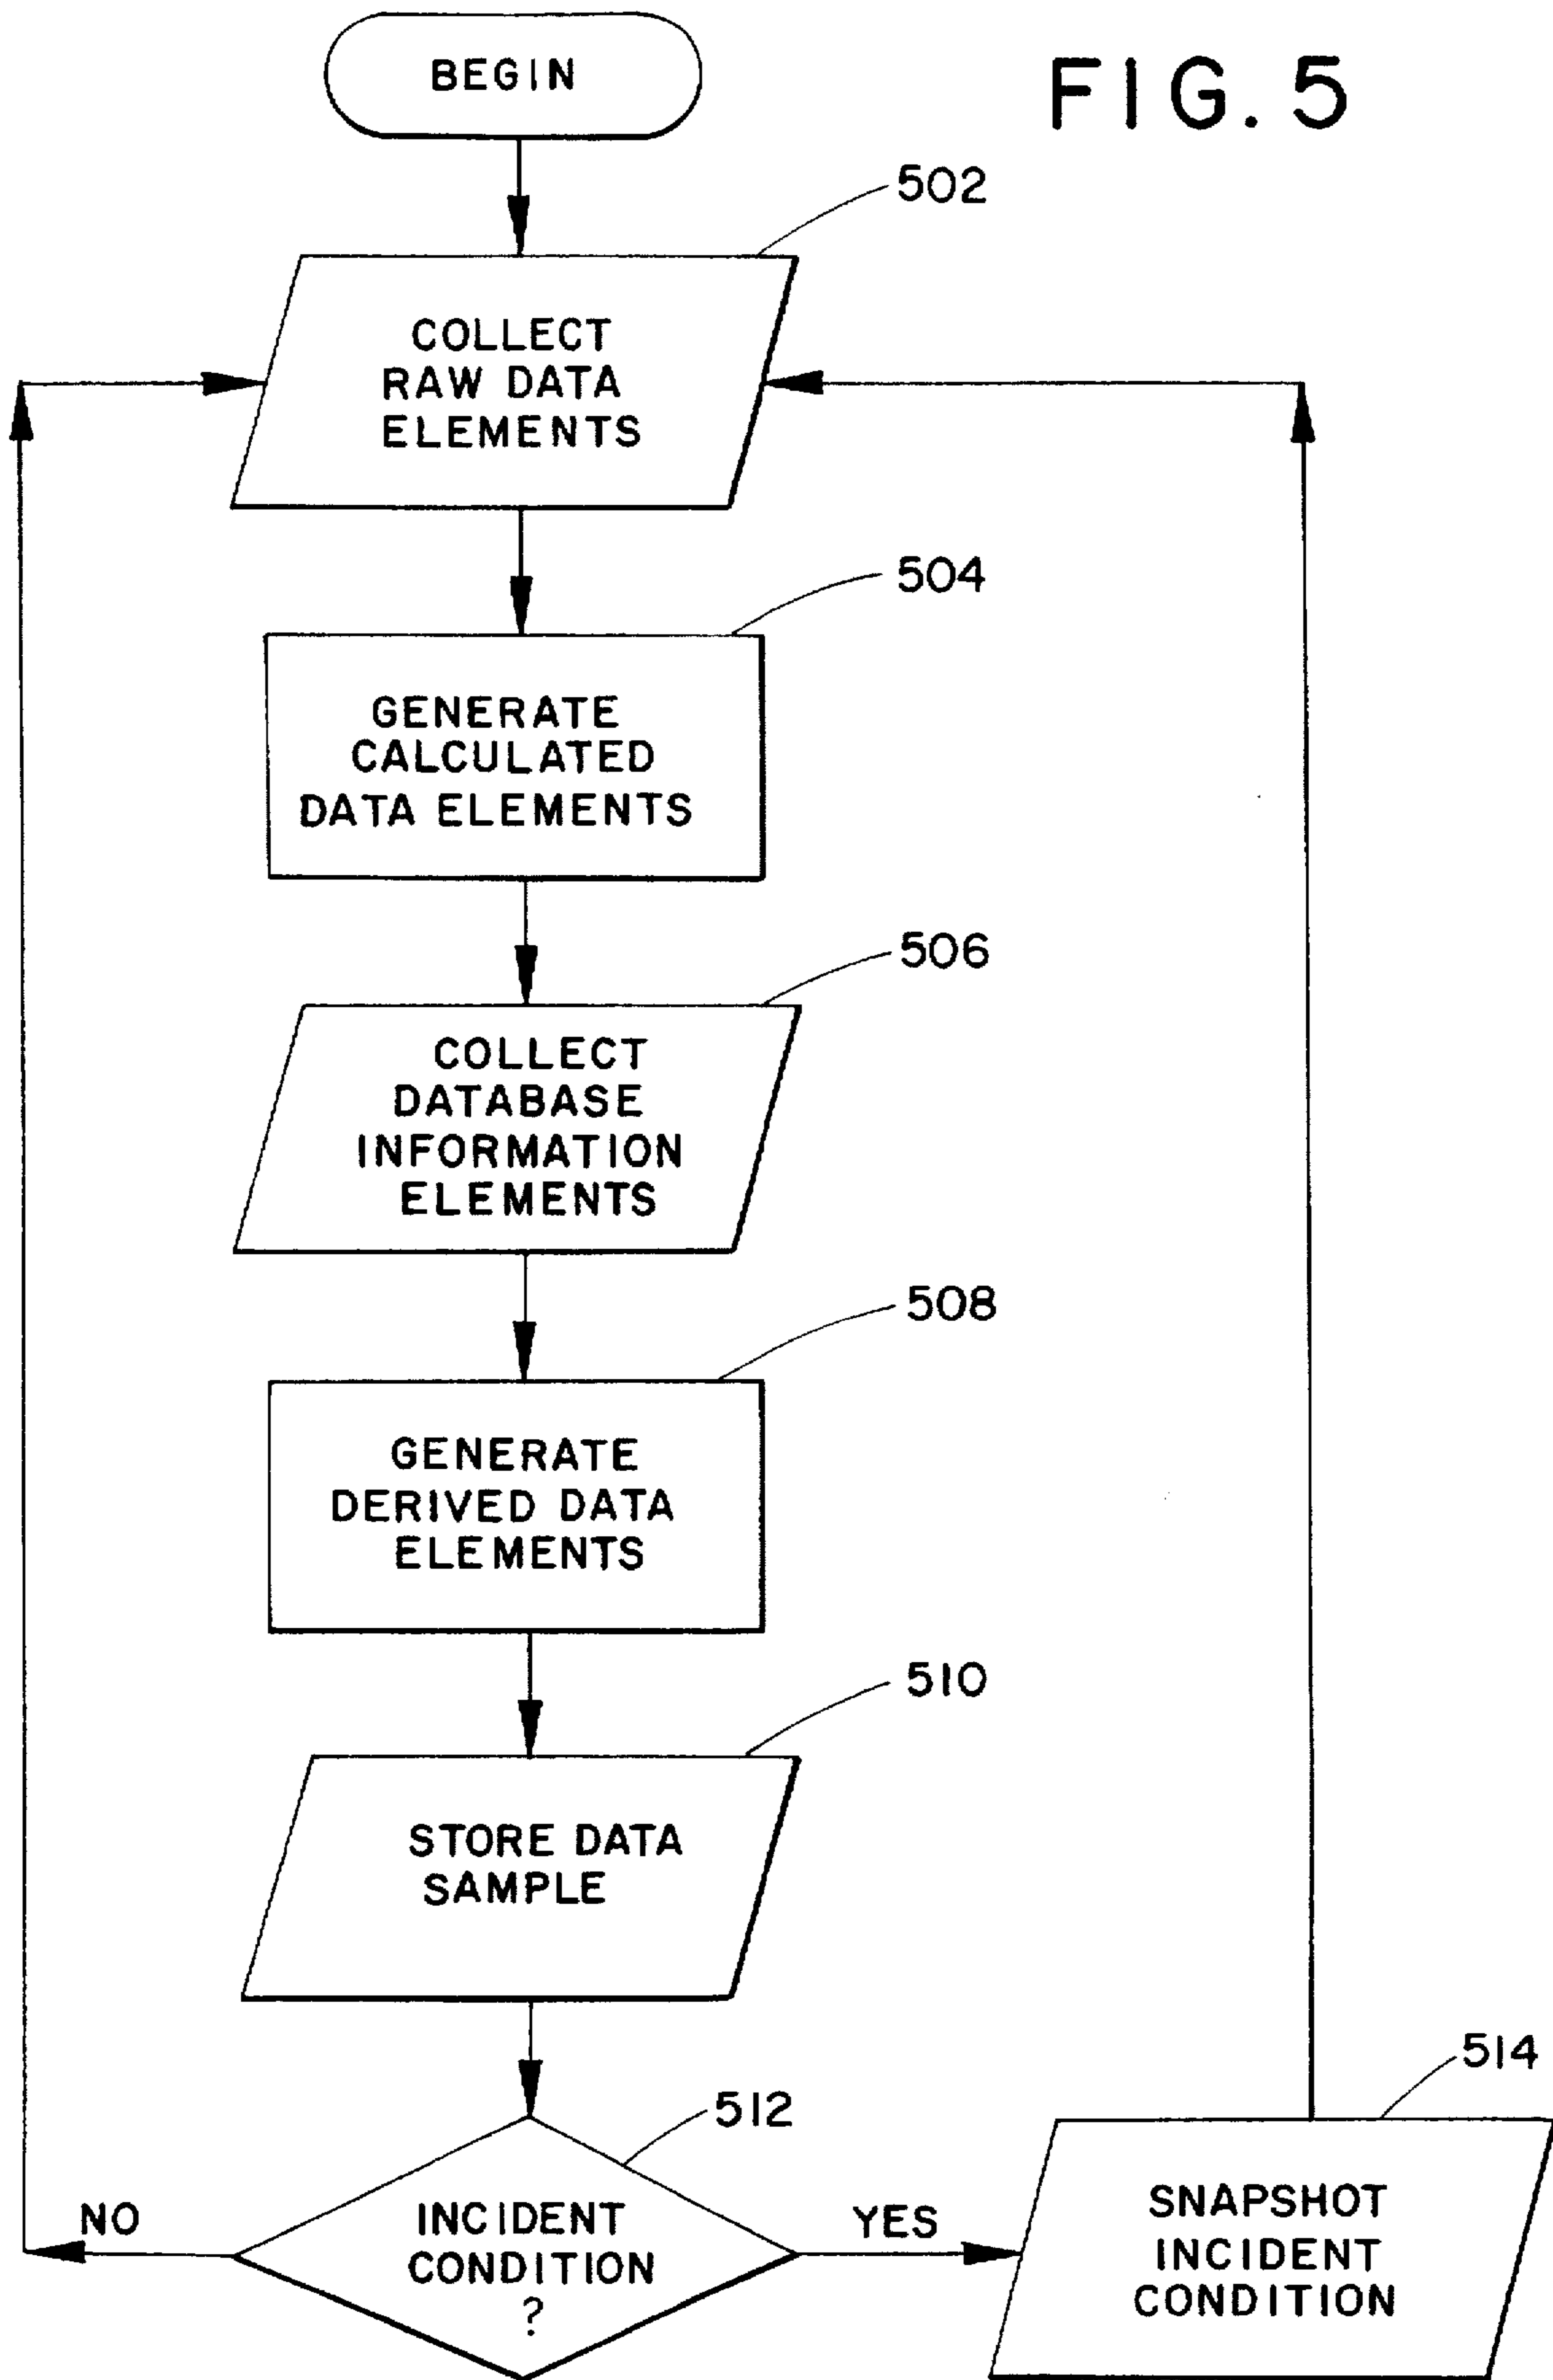 BEGIN
FIG. 5
502
COLLECT
RAW DATA
ELEMENTS
504
GENERATE
CALCULATED
DATA ELEMENTS
506
COLLECT
DATABASE
INFORMATION
ELEMENTS
508
GENERATE
DERIVED DATA
ELEMENTS
510
STORE DATA
SAMPLE
512
INCIDENT
CONDITION
?
NO
YES
514
SNAPSHOT
INCIDENT
CONDITION